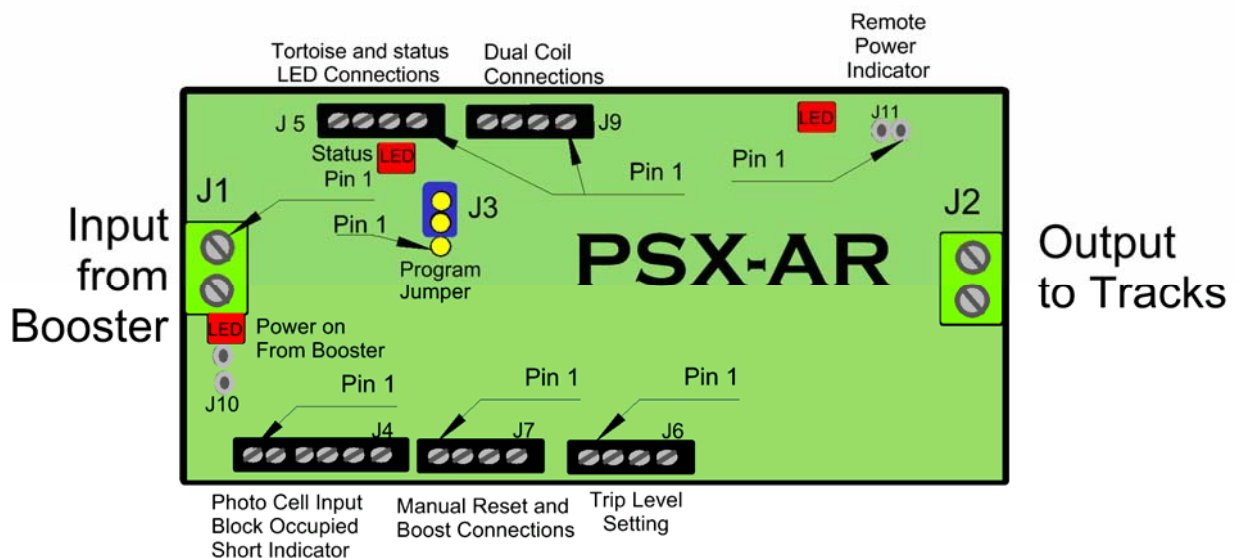 Tortoise and status
LED Connections
Dual Coil
Connections
Remote
Power
Indicator
J 5
J9
LED
J11
Status
LED
Pin 1
Pin 1
Pin 1
J1
Pin 1
J3
J2
Input
from
Booster
Program
Jumper
PSX-AR
Output
to Tracks
LED
Power on
From Booster
J10
Pin 1
Pin 1
Pin 1
J4
J7
J6
Photo Cell Input
Block Occupied
Short Indicator
Manual Reset and
Boost Connections
Trip Level
Setting